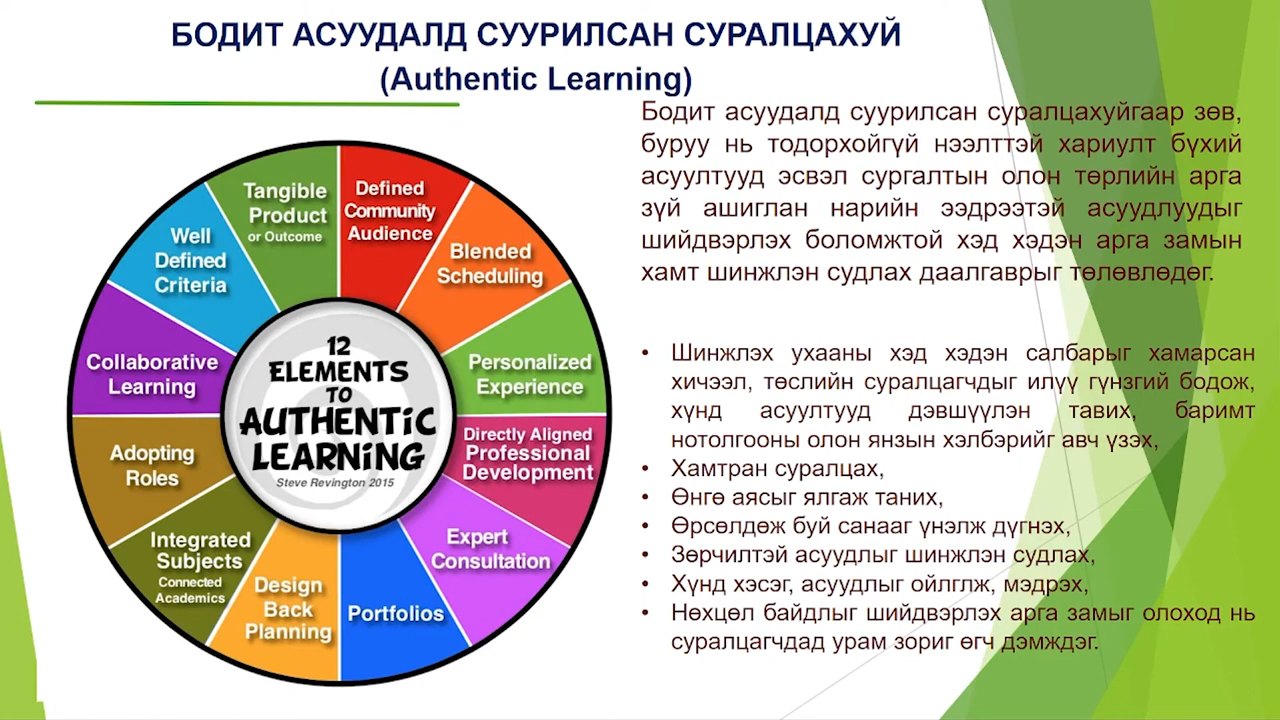 БОДИТ АСУУДАЛД СУУРИЛСАН СУРАЛЦАХУЙ
(Authentic Learning)
Tangible
Product
or Outcome
Defined
Community
Audience
Blended
Scheduling
Personalized
Experience
Directly Aligned
Professional
Development
Expert
Consultation
Portfolios
Design
Back
Planning
Integrated
Subjects
Connected
Academics
Adopting
Roles
Collaborative
Learning
Well
Defined
Criteria
12
ELEMENTS
TO
AUTHENTiC
LEARNiNG
Steve Revington 2015
Бодит асуудалд суурилсан суралцахуйгаар зөв,
буруу нь тодорхойгүй нээлттэй хариулт бүхий
асуултууд эсвэл сургалтын олон төрлийн арга
зүй ашиглан нарийн ээдрээтэй асуудлуудыг
шийдвэрлэх боломжтой хэд хэдэн арга замын
хамт шинжлэн судлах даалгаврыг төлөвлөдөг.
• Шинжлэх ухааны хэд хэдэн салбарыг хамарсан
хичээл, төслийн суралцагчдыг илүү гүнзгий бодож,
хүнд асуултууд дэвшүүлэн тавих, баримт
нотолгооны олон янзын хэлбэрийг авч үзэх,
• Хамтран суралцах,
• Өнгө аясыг ялгаж таних,
• Өрсөлдөж буй санааг үнэлж дүгнэх,
• Зөрчилтэй асуудлыг шинжлэн судлах,
• Хүнд хэсэг, асуудлыг ойлглж, мэдрэх,
• Нөхцөл байдлыг шийдвэрлэх арга замыг олоход нь
суралцагчдад урам зориг өгч дэмждэг.